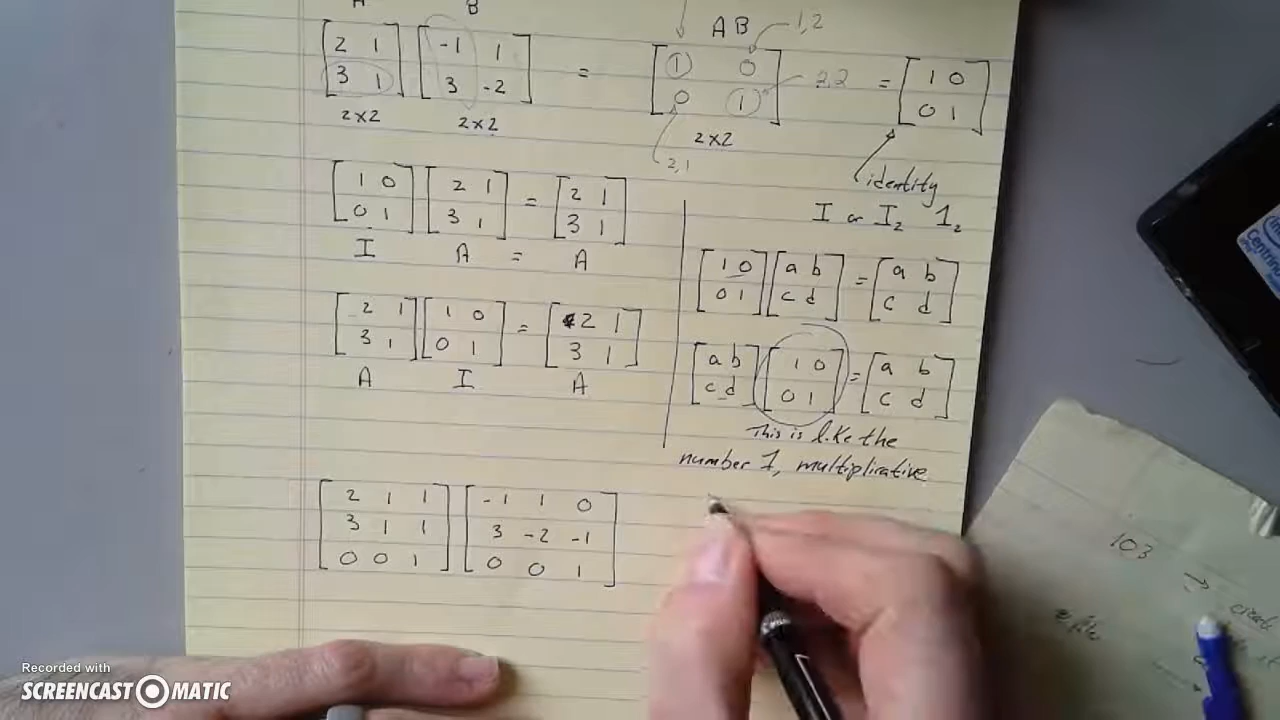 B
AB
1,2
[2 1 / 3 1] [-1 1 / 3 -2] = [1 0 / 0 1] 2,2 = [1 0 / 0 1]
2x2 2x2 2x2
2,1
identity
I or I₂ 1₂
[1 0 / 0 1] [2 1 / 3 1] = [2 1 / 3 1]
I A = A
[2 1 / 3 1] [1 0 / 0 1] = [2 1 / 3 1]
A I A
[1 0 / 0 1] [a b / c d] = [a b / c d]
[a b / c d] [1 0 / 0 1] = [a b / c d]
This is like the
number 1, multiplicative
[2 1 1 / 3 1 1 / 0 0 1] [-1 1 0 / 3 -2 -1 / 0 0 1]
103
Recorded with
SCREENCAST MATIC